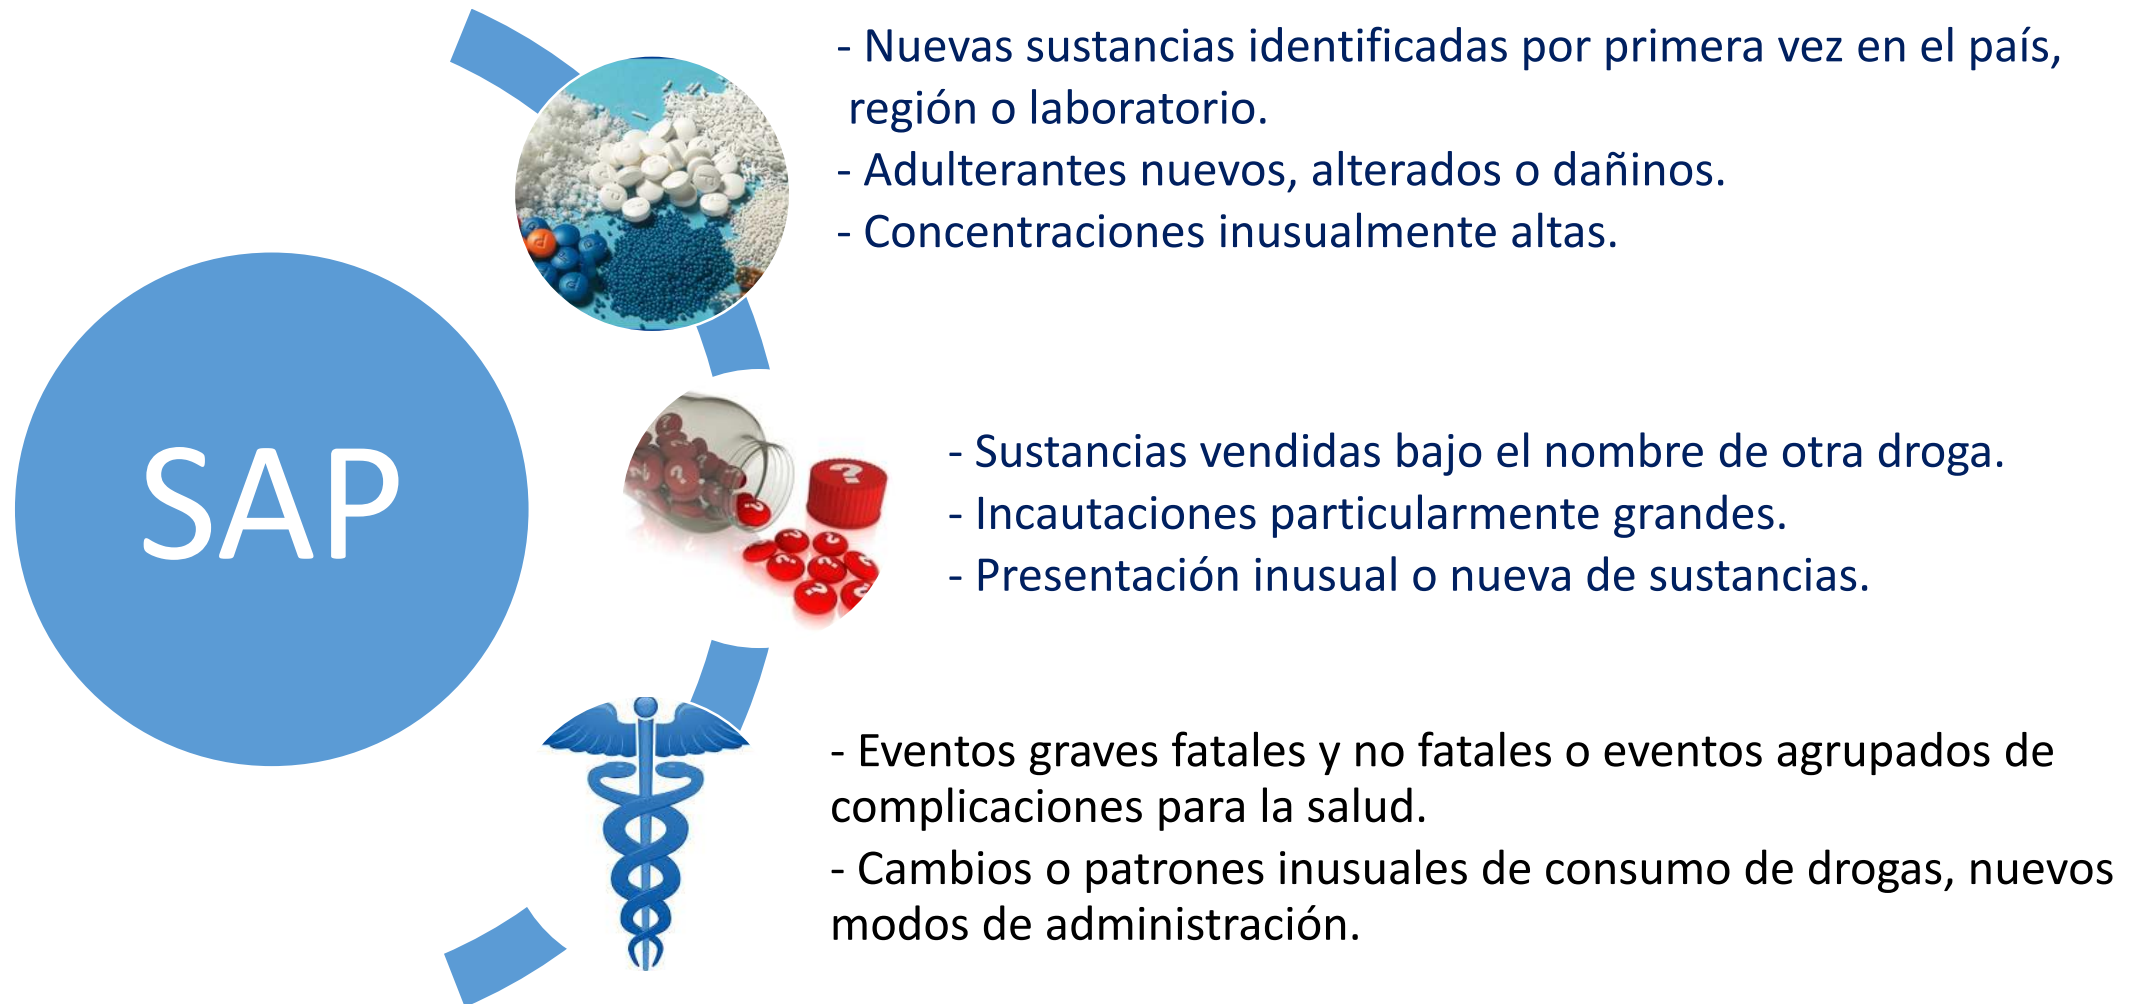 - Nuevas sustancias identificadas por primera vez en el país,
región o laboratorio.
- Adulterantes nuevos, alterados o dañinos.
- Concentraciones inusualmente altas.
SAP
- Sustancias vendidas bajo el nombre de otra droga.
- Incautaciones particularmente grandes.
- Presentación inusual o nueva de sustancias.
- Eventos graves fatales y no fatales o eventos agrupados de
complicaciones para la salud.
- Cambios o patrones inusuales de consumo de drogas, nuevos
modos de administración.